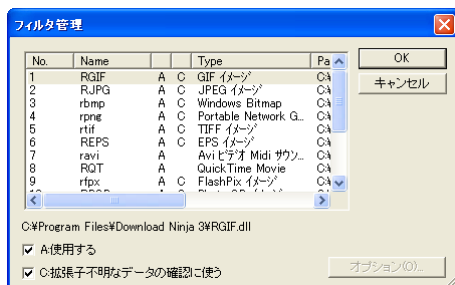 フィルタ管理
No. Name Type Pa
1 RGIF A C GIF イメージ C:\
2 RJPG A C JPEG イメージ C:\
3 rbmp A C Windows Bitmap C:\
4 rpng A C Portable Network G... C:\
5 rtif A C TIFF イメージ C:\
6 REPS A C EPS イメージ C:\
7 ravi A Avi ビデオ Midi サウン... C:\
8 RQT A QuickTime Movie C:\
9 rfpx A C FlashPix イメージ C:\
OK
キャンセル
C:¥Program Files¥Download Ninja 3¥RGIF.dll
A:使用する
C:拡張子不明なデータの確認に使う
オプション(O)...